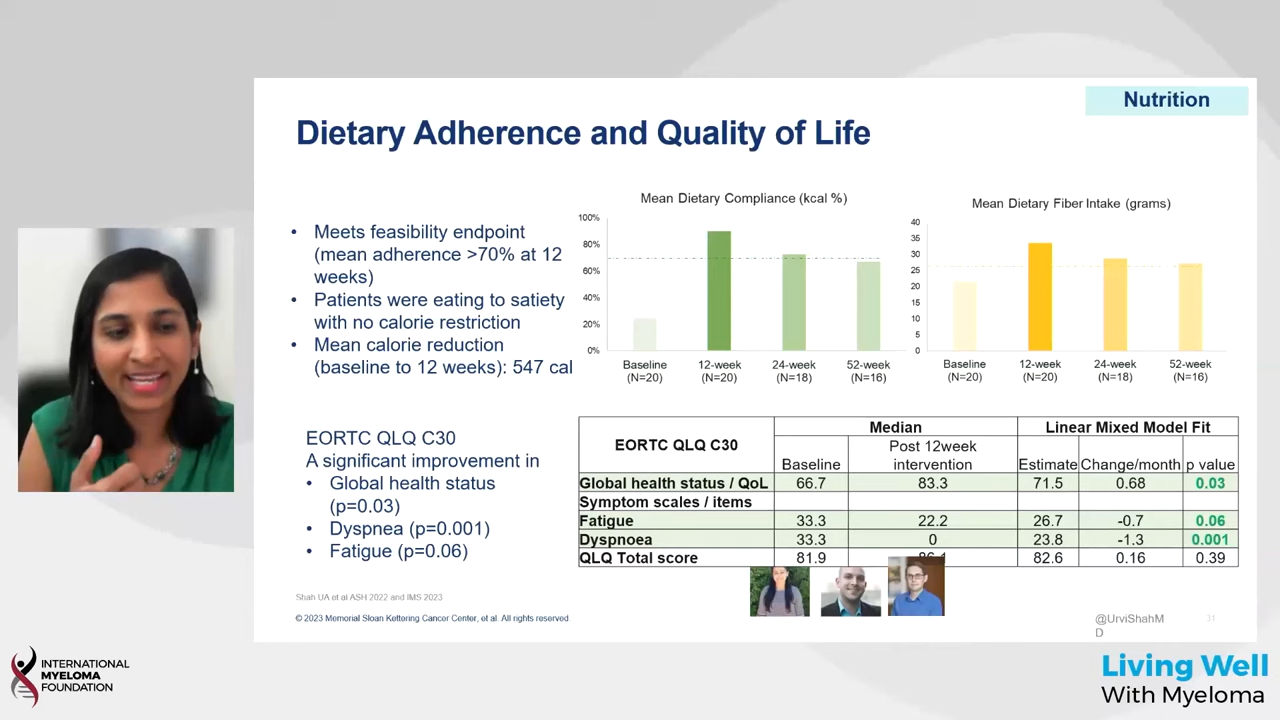 Nutrition
Dietary Adherence and Quality of Life
• Meets feasibility endpoint
(mean adherence >70% at 12
weeks)
• Patients were eating to satiety
with no calorie restriction
• Mean calorie reduction
(baseline to 12 weeks): 547 cal
Mean Dietary Compliance (kcal %)
100%
80%
60%
40%
20%
0%
Baseline 12-week 24-week 52-week
(N=20) (N=20) (N=18) (N=16)
Mean Dietary Fiber Intake (grams)
40
35
30
25
20
15
10
5
0
Baseline 12-week 24-week 52-week
(N=20) (N=20) (N=18) (N=16)
EORTC QLQ C30
A significant improvement in
• Global health status
(p=0.03)
• Dyspnea (p=0.001)
• Fatigue (p=0.06)
EORTC QLQ C30 Median Linear Mixed Model Fit
Baseline Post 12week intervention Estimate Change/month p value
Global health status / QoL 66.7 83.3 71.5 0.68 0.03
Symptom scales / items
Fatigue 33.3 22.2 26.7 -0.7 0.06
Dyspnoea 33.3 0 23.8 -1.3 0.001
QLQ Total score 81.9 82.6 0.16 0.39
Shah UA et al ASH 2022 and IMS 2023
© 2023 Memorial Sloan Kettering Cancer Center, et al. All rights reserved.
@UrviShahM
D
31
INTERNATIONAL
MYELOMA
FOUNDATION
Living Well
With Myeloma